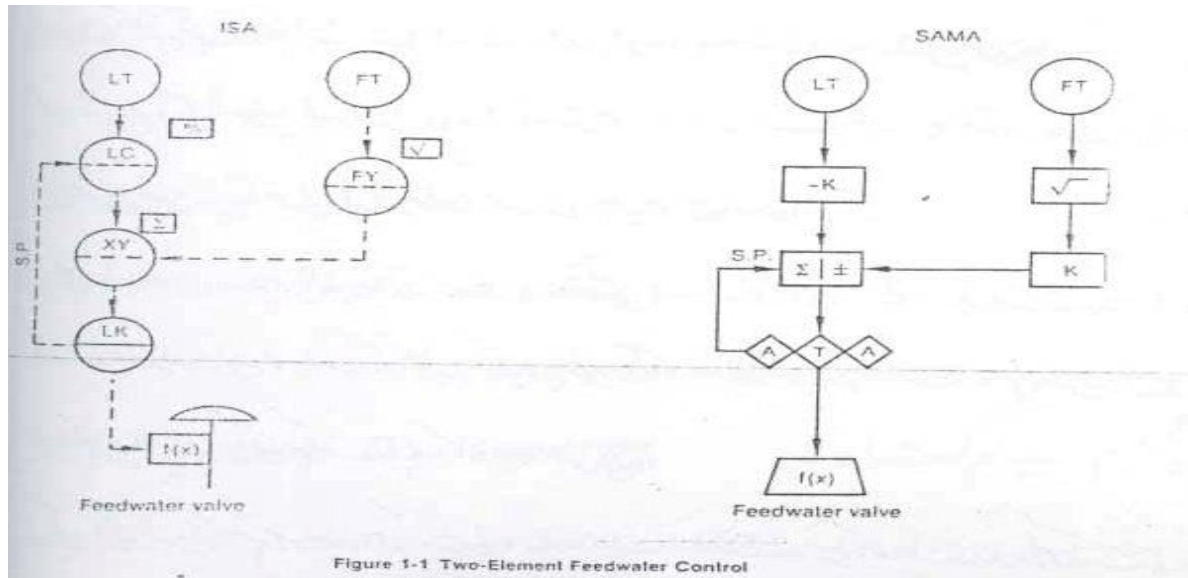 ISA
SAMA
LT
FT
LT
FT
LC
√
FY
-K
√
Σ
XY
S.P.
S.P.
Σ ±
K
LK
A T A
f(x)
f(x)
Feedwater valve
Feedwater valve
Figure 1-1 Two-Element Feedwater Control